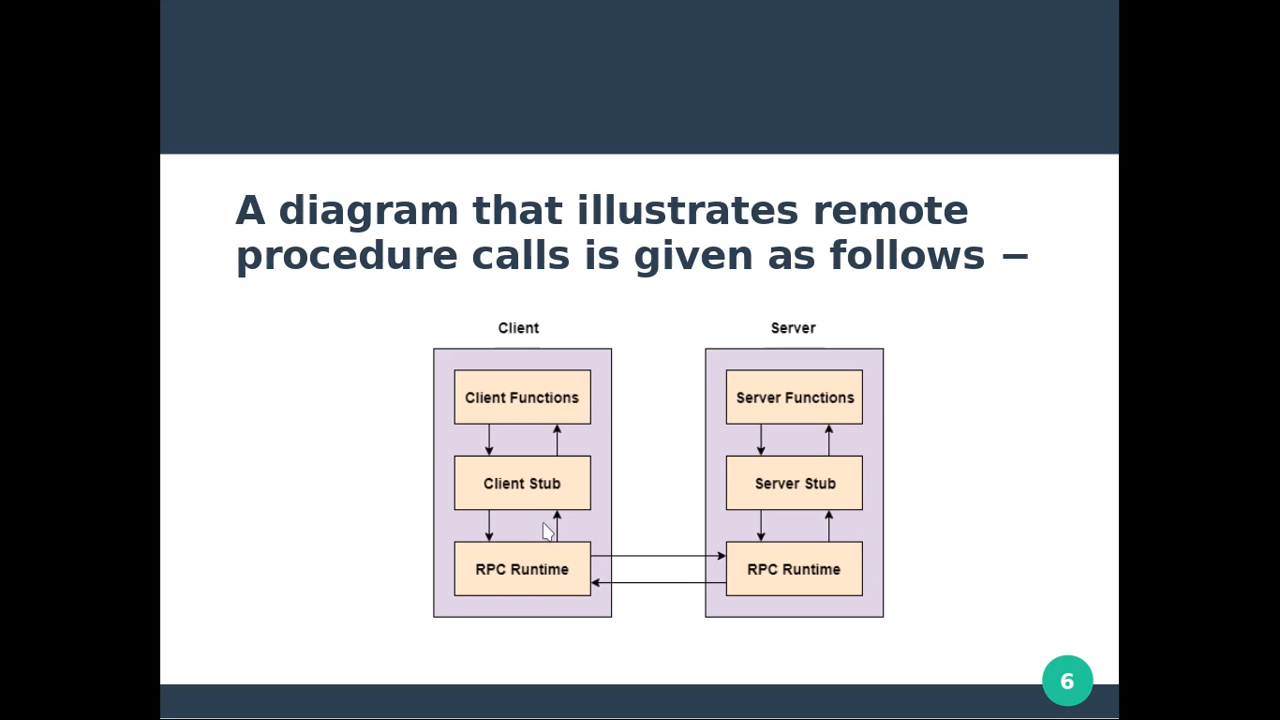 A diagram that illustrates remote
procedure calls is given as follows −
Client
Server
Client Functions
Server Functions
Client Stub
Server Stub
RPC Runtime
RPC Runtime
6